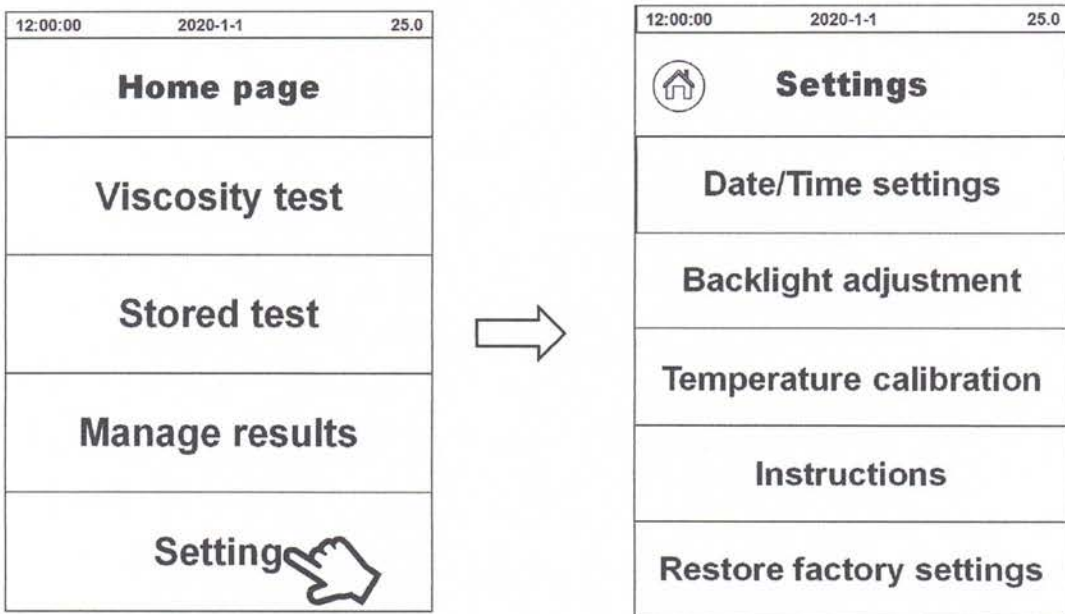 12:00:00 2020-1-1 25.0
Home page
Viscosity test
Stored test
Manage results
Setting
12:00:00 2020-1-1 25.0
Settings
Date/Time settings
Backlight adjustment
Temperature calibration
Instructions
Restore factory settings